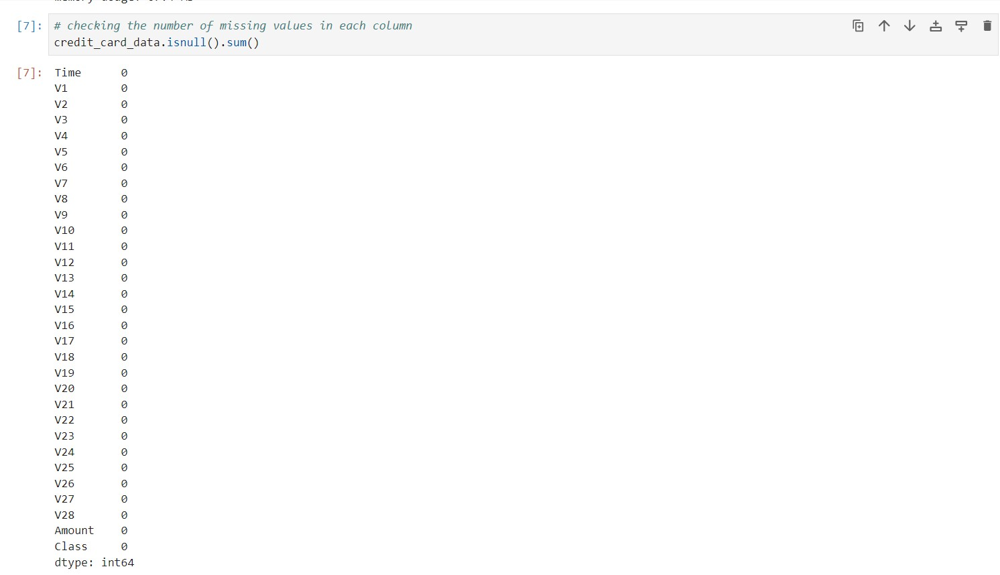 [7]: # checking the number of missing values in each column
credit_card_data.isnull().sum()
[7]: Time 0
V1 0
V2 0
V3 0
V4 0
V5 0
V6 0
V7 0
V8 0
V9 0
V10 0
V11 0
V12 0
V13 0
V14 0
V15 0
V16 0
V17 0
V18 0
V19 0
V20 0
V21 0
V22 0
V23 0
V24 0
V25 0
V26 0
V27 0
V28 0
Amount 0
Class 0
dtype: int64